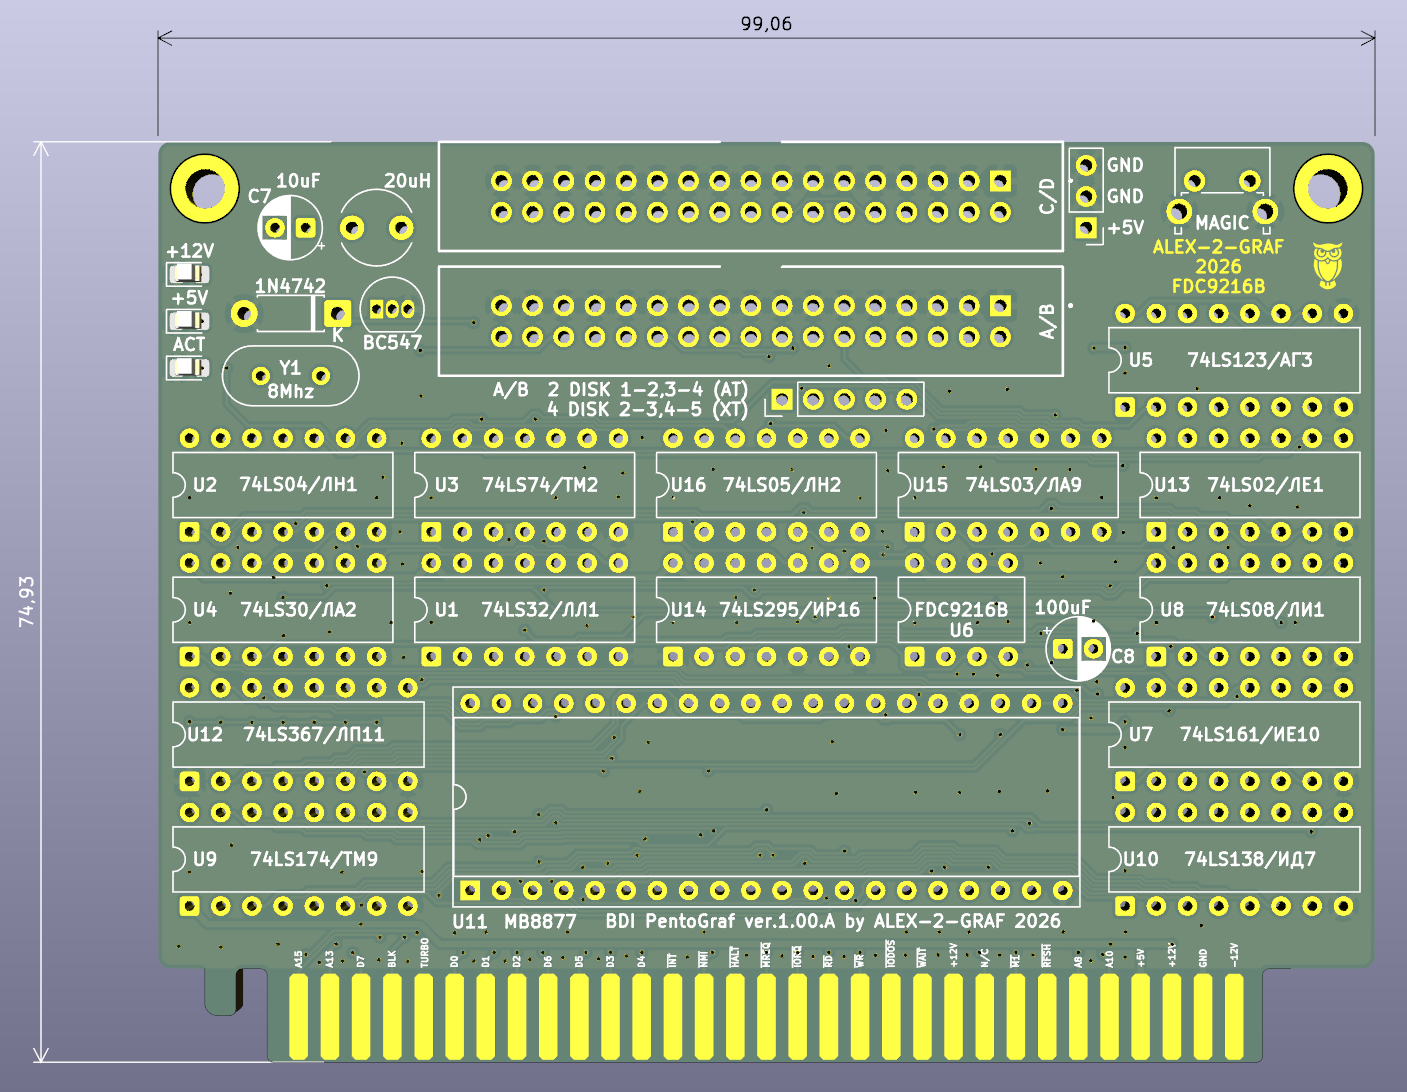 99,06
74,93
10uF
20uH
C7
+
+12V
+5V
ACT
1N4742
K
BC547
Y1
8Mhz
C/D
GND
GND
+5V
MAGIC
ALEX-2-GRAF
2026
FDC9216B
A/B
A/B 2 DISK 1-2,3-4 (AT)
4 DISK 2-3,4-5 (XT)
U5 74LS123/АГ3
U2 74LS04/ЛН1
U3 74LS74/ТМ2
U16 74LS05/ЛН2
U15 74LS03/ЛА9
U13 74LS02/ЛЕ1
U4 74LS30/ЛА2
U1 74LS32/ЛЛ1
U14 74LS295/ИР16
FDC9216B
U6
100uF
+
C8
U8 74LS08/ЛИ1
U12 74LS367/ЛП11
U7 74LS161/ИЕ10
U9 74LS174/ТМ9
U10 74LS138/ИД7
U11 MB8877 BDI PentoGraf ver.1.00.A by ALEX-2-GRAF 2026
A15
A13
D7
BLK
TURBO
D0
D1
D2
D6
D5
D3
D4
INT
NMI
HALT
MREQ
IORQ
RD
WR
IODOS
WAIT
+12V
N/C
M1
RFSH
A8
A10
+5V
+12V
GND
-12V